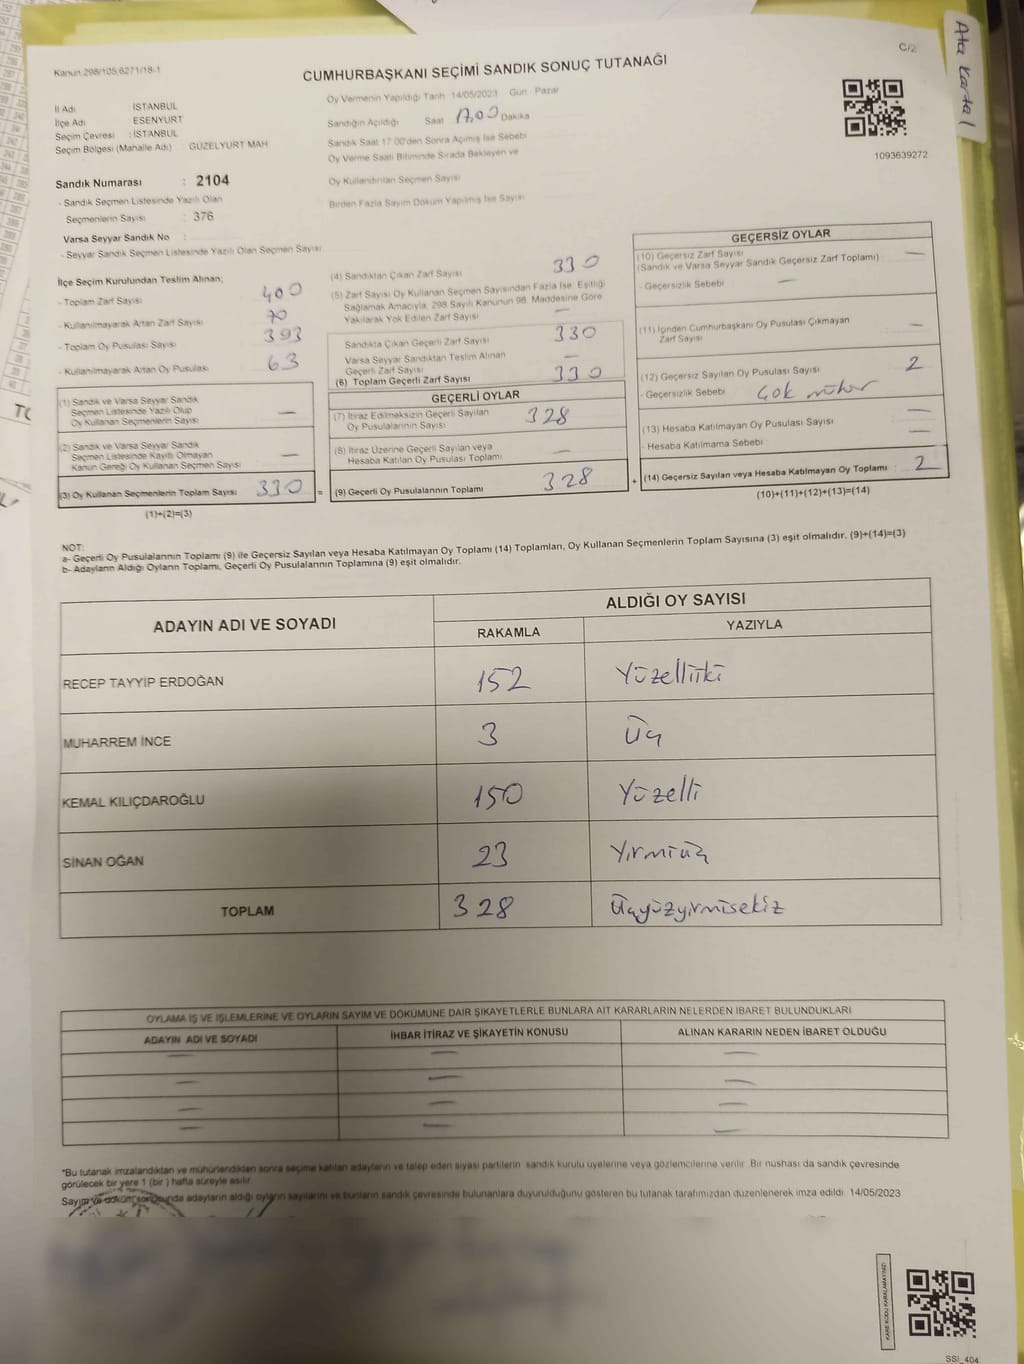 Ata Kartal
C/2
Kanun.298/105,6271/18-1
CUMHURBAŞKANI SEÇİMİ SANDIK SONUÇ TUTANAĞI
1093639272
İl Adı : İSTANBUL
İlçe Adı : ESENYURT
Seçim Çevresi : İSTANBUL
Seçim Bölgesi (Mahalle Adı) : GÜZELYURT MAH
Sandık Numarası : 2104
- Sandık Seçmen Listesinde Yazılı Olan
Seçmenlerin Sayısı : 376
Varsa Seyyar Sandık No :
- Seyyar Sandık Seçmen Listesinde Yazılı Olan Seçmen Sayısı:
Oy Vermenin Yapıldığı Tarih 14/05/2023 Gün : Pazar
Sandığın Açıldığı Saat 17.00 Dakika
Sandık Saat 17:00'den Sonra Açılmış İse Sebebi
Oy Verme Saati Bitiminde Sırada Bekleyen ve
Oy Kullandırılan Seçmen Sayısı
Birden Fazla Sayım Döküm Yapılmış İse Sayısı
İlçe Seçim Kurulundan Teslim Alınan;
- Toplam Zarf Sayısı 400
- Kullanılmayarak Artan Zarf Sayısı 70
- Toplam Oy Pusulası Sayısı 393
- Kullanılmayarak Artan Oy Pusulası 63
(1) Sandık ve Varsa Seyyar Sandık
Seçmen Listesinde Yazılı Olup
Oy Kullanan Seçmenlerin Sayısı —
(2) Sandık ve Varsa Seyyar Sandık
Seçmen Listesinde Kayıtlı Olmayan
Kanun Gereği Oy Kullanan Seçmen Sayısı —
(3) Oy Kullanan Seçmenlerin Toplam Sayısı 330 =
(1)+(2)=(3)
(4) Sandıktan Çıkan Zarf Sayısı 330
(5) Zarf Sayısı Oy Kullanan Seçmen Sayısından Fazla İse, Eşitliği
Sağlamak Amacıyla, 298 Sayılı Kanunun 98. Maddesine Göre
Yakılarak Yok Edilen Zarf Sayısı —
Sandıkta Çıkan Geçerli Zarf Sayısı 330
Varsa Seyyar Sandıktan Teslim Alınan
Geçerli Zarf Sayısı —
(6) Toplam Geçerli Zarf Sayısı 330
GEÇERLİ OYLAR
(7) İtiraz Edilmeksizin Geçerli Sayılan
Oy Pusulalarının Sayısı 328
(8) İtiraz Üzerine Geçerli Sayılan veya
Hesaba Katılan Oy Pusulası Toplamı —
(9) Geçerli Oy Pusulalarının Toplamı 328 +
GEÇERSİZ OYLAR
(10) Geçersiz Zarf Sayısı —
(Sandık ve Varsa Seyyar Sandık Geçersiz Zarf Toplamı)
- Geçersizlik Sebebi —
(11) İçinden Cumhurbaşkanı Oy Pusulası Çıkmayan
Zarf Sayısı —
(12) Geçersiz Sayılan Oy Pusulası Sayısı 2
- Geçersizlik Sebebi çok mühür
(13) Hesaba Katılmayan Oy Pusulası Sayısı —
- Hesaba Katılmama Sebebi —
(14) Geçersiz Sayılan veya Hesaba Katılmayan Oy Toplamı : 2
(10)+(11)+(12)+(13)=(14)
NOT:
a- Geçerli Oy Pusulalarının Toplamı (9) ile Geçersiz Sayılan veya Hesaba Katılmayan Oy Toplamı (14) Toplamları, Oy Kullanan Seçmenlerin Toplam Sayısına (3) eşit olmalıdır. (9)+(14)=(3)
b- Adayların Aldığı Oyların Toplamı, Geçerli Oy Pusulalarının Toplamına (9) eşit olmalıdır.
ADAYIN ADI VE SOYADI ALDIĞI OY SAYISI
RAKAMLA YAZIYLA
RECEP TAYYİP ERDOĞAN 152 Yüzelliiki
MUHARREM İNCE 3 Üç
KEMAL KILIÇDAROĞLU 150 Yüzelli
SİNAN OĞAN 23 Yirmiüç
TOPLAM 328 Üçyüzyirmisekiz
OYLAMA İŞ VE İŞLEMLERİNE VE OYLARIN SAYIM VE DÖKÜMÜNE DAİR ŞİKAYETLERLE BUNLARA AİT KARARLARIN NELERDEN İBARET BULUNDUKLARI
ADAYIN ADI VE SOYADI İHBAR İTİRAZ VE ŞİKAYETİN KONUSU ALINAN KARARIN NEDEN İBARET OLDUĞU
— — —
— — —
— — —
— — —
*Bu tutanak imzalandıktan ve mühürlendikten sonra seçime katılan adayların ve talep eden siyasi partilerin sandık kurulu üyelerine veya gözlemcilerine verilir. Bir nüshası da sandık çevresinde
görülecek bir yere 1 (bir) hafta süreyle asılır.
Sayım ve döküm sonucunda adayların aldığı oyların sayılarını ve bunların sandık çevresinde bulunanlara duyurulduğunu gösteren bu tutanak tarafımızdan düzenlenerek imza edildi. 14/05/2023
KARE KODU KARALAMAYINIZ!
SSI_404